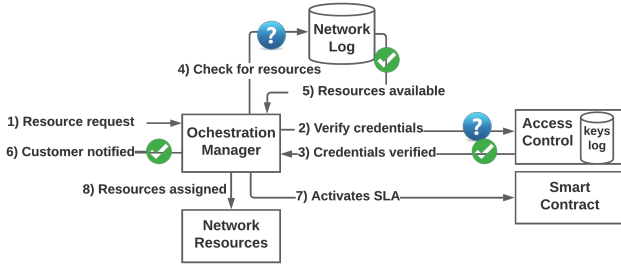 ?
Network
Log
4) Check for resources
5) Resources available
1) Resource request
6) Customer notified
Ochestration
Manager
2) Verify credentials
?
3) Credentials verified
Access
Control
keys
log
8) Resources assigned
7) Activates SLA
Smart
Contract
Network
Resources